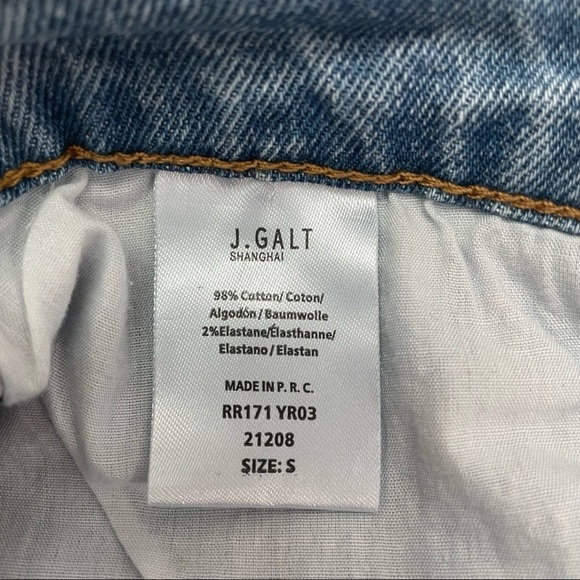 J.GALT
SHANGHAI
98% Cotton/ Coton/
Algodón / Baumwolle
2%Elastane/Élasthanne/
Elastano / Elastan
MADE IN P. R. C.
RR171 YR03
21208
SIZE: S